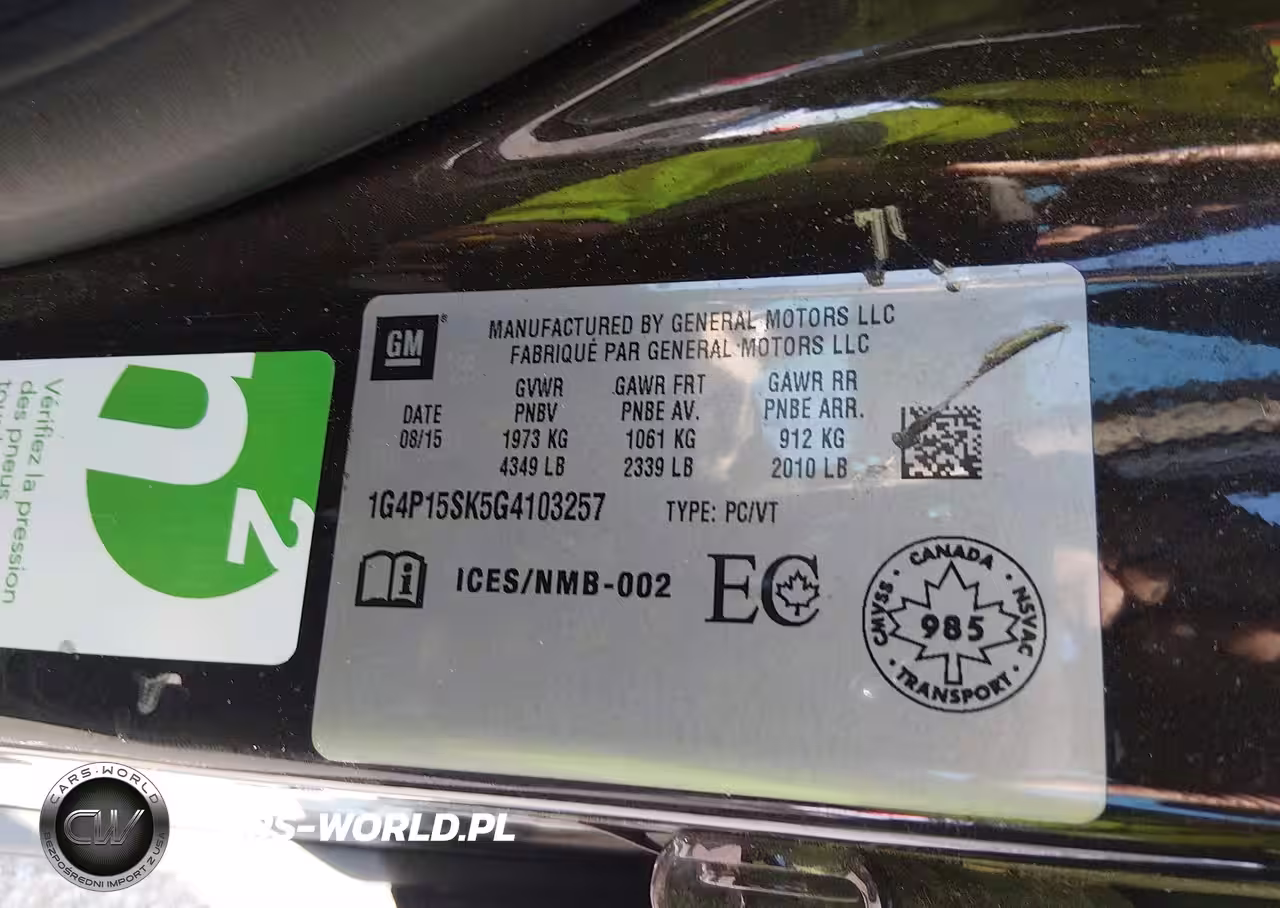 GM®
MANUFACTURED BY GENERAL MOTORS LLC
FABRIQUÉ PAR GENERAL MOTORS LLC
GVWR GAWR FRT GAWR RR
DATE PNBV PNBE AV. PNBE ARR.
08/15 1973 KG 1061 KG 912 KG
4349 LB 2339 LB 2010 LB
1G4P15SK5G4103257 TYPE: PC/VT
ICES/NMB-002 EC
CANADA
CMVSS · NSVAC
985
TRANSPORT
n2
Vérifiez la pression
des pneus
CARS·WORLD
CW
BEZPOŚREDNI IMPORT Z USA
S-WORLD.PL